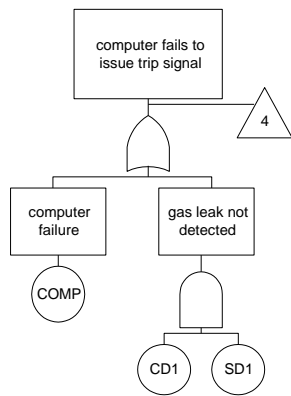 computer fails to
issue trip signal
4
computer
failure
gas leak not
detected
COMP
CD1
SD1